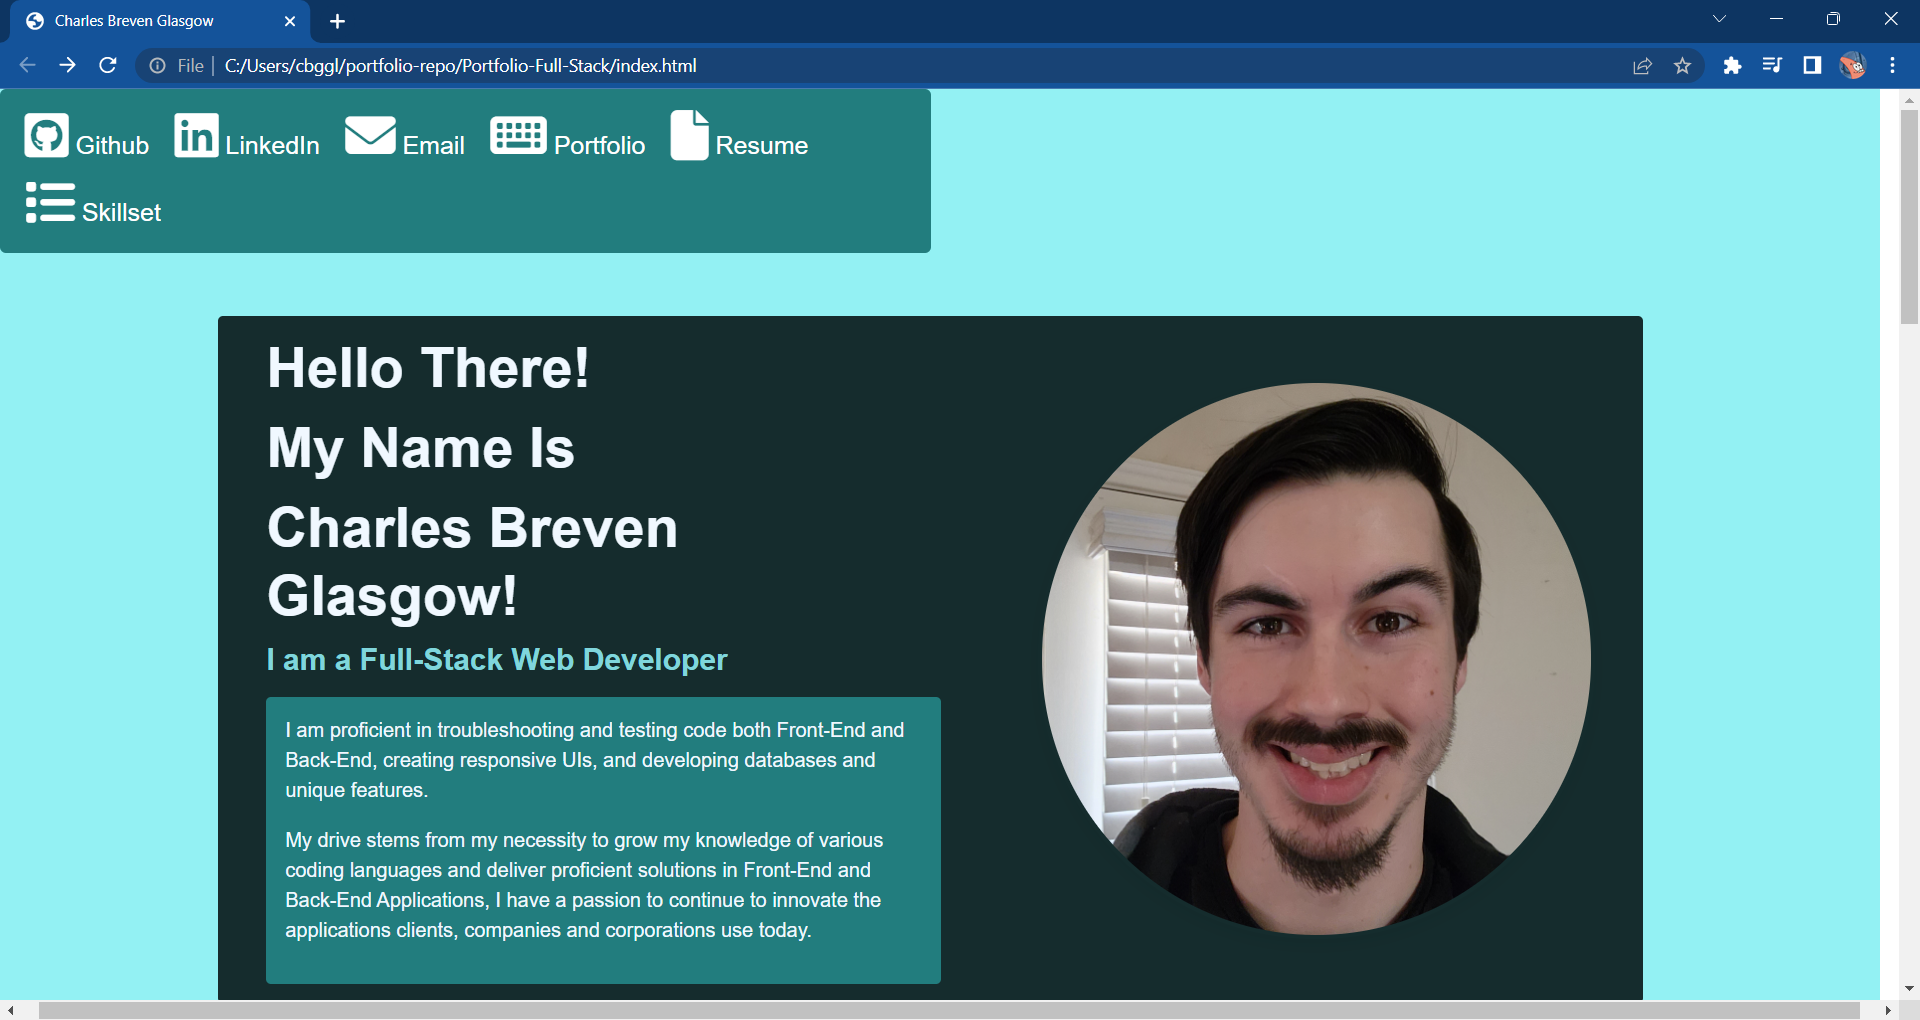 Charles Breven Glasgow
File
C:/Users/cbggl/portfolio-repo/Portfolio-Full-Stack/index.html
Github LinkedIn Email Portfolio Resume
Skillset
Hello There!
My Name Is
Charles Breven
Glasgow!
I am a Full-Stack Web Developer
I am proficient in troubleshooting and testing code both Front-End and
Back-End, creating responsive UIs, and developing databases and
unique features.
My drive stems from my necessity to grow my knowledge of various
coding languages and deliver proficient solutions in Front-End and
Back-End Applications, I have a passion to continue to innovate the
applications clients, companies and corporations use today.